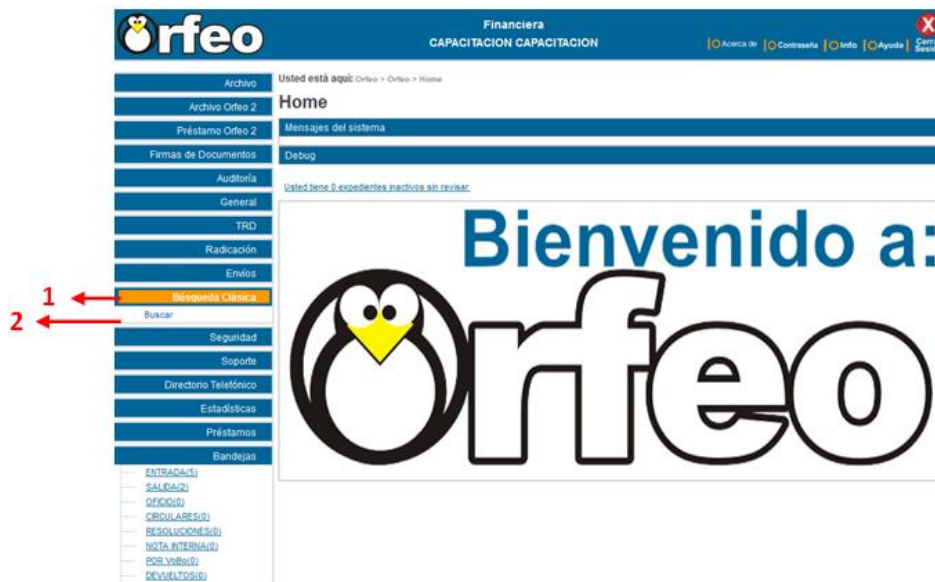 Orfeo
Financiera
CAPACITACION CAPACITACION
Acerca de
Contraseña
Info
Ayuda
X
Cerra
Sesió
Usted está aquí: Orfeo > Orfeo > Home
Home
Mensajes del sistema
Debug
Usted tiene 0 expedientes inactivos sin revisar.
Bienvenido a:
Orfeo
Archivo
Archivo Orfeo 2
Préstamo Orfeo 2
Firmas de Documentos
Auditoría
General
TRD
Radicación
Envíos
1
Búsqueda Clásica
2
Buscar
Seguridad
Soporte
Directorio Telefónico
Estadísticas
Préstamos
Bandejas
ENTRADA(5)
SALIDA(2)
OFICIO(0)
CIRCULARES(0)
RESOLUCIONES(0)
NOTA INTERNA(0)
POR VoBo(0)
DEVUELTOS(0)